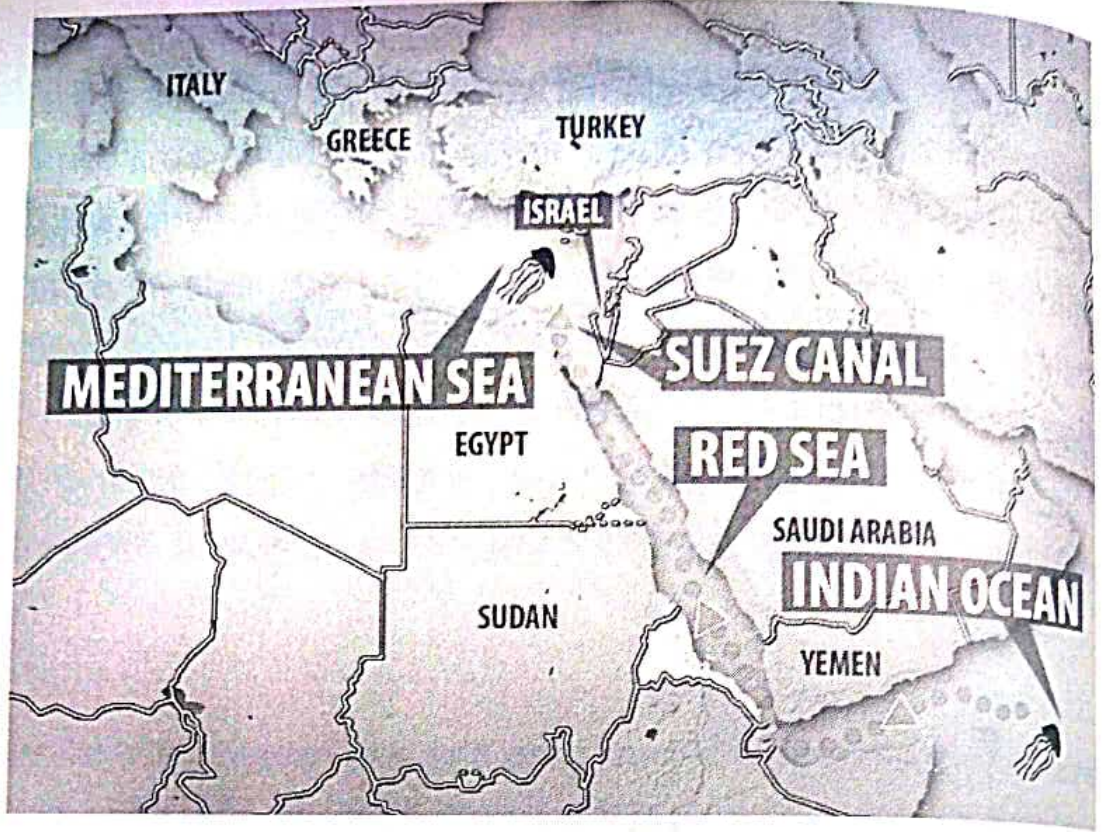 ITALY
GREECE
TURKEY
ISRAEL
MEDITERRANEAN SEA
SUEZ CANAL
EGYPT
RED SEA
SAUDI ARABIA
INDIAN OCEAN
SUDAN
YEMEN